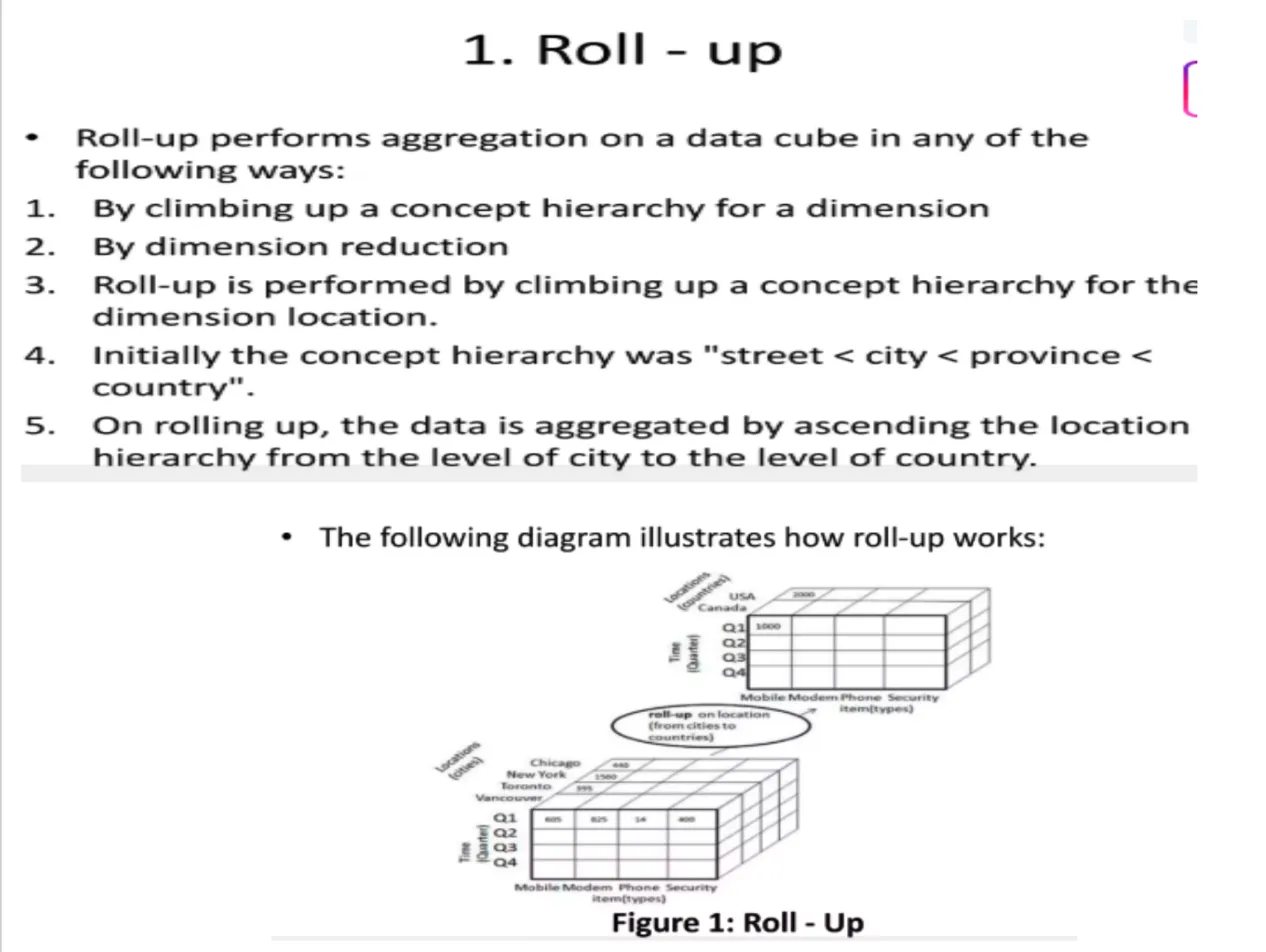 1. Roll - up
• Roll-up performs aggregation on a data cube in any of the
following ways:
1. By climbing up a concept hierarchy for a dimension
2. By dimension reduction
3. Roll-up is performed by climbing up a concept hierarchy for the
dimension location.
4. Initially the concept hierarchy was "street < city < province <
country".
5. On rolling up, the data is aggregated by ascending the location
hierarchy from the level of city to the level of country.
• The following diagram illustrates how roll-up works:
Locations
(countries)
USA
Canada
2000
Time
(Quarter)
Q1 1000
Q2
Q3
Q4
Mobile Modem Phone Security
item(types)
roll-up on location
(from cities to
countries)
Locations
(cities)
Chicago 440
New York 1560
Toronto 395
Vancouver
Time
(Quarter)
Q1 605 825 14 400
Q2
Q3
Q4
Mobile Modem Phone Security
item(types)
Figure 1: Roll - Up